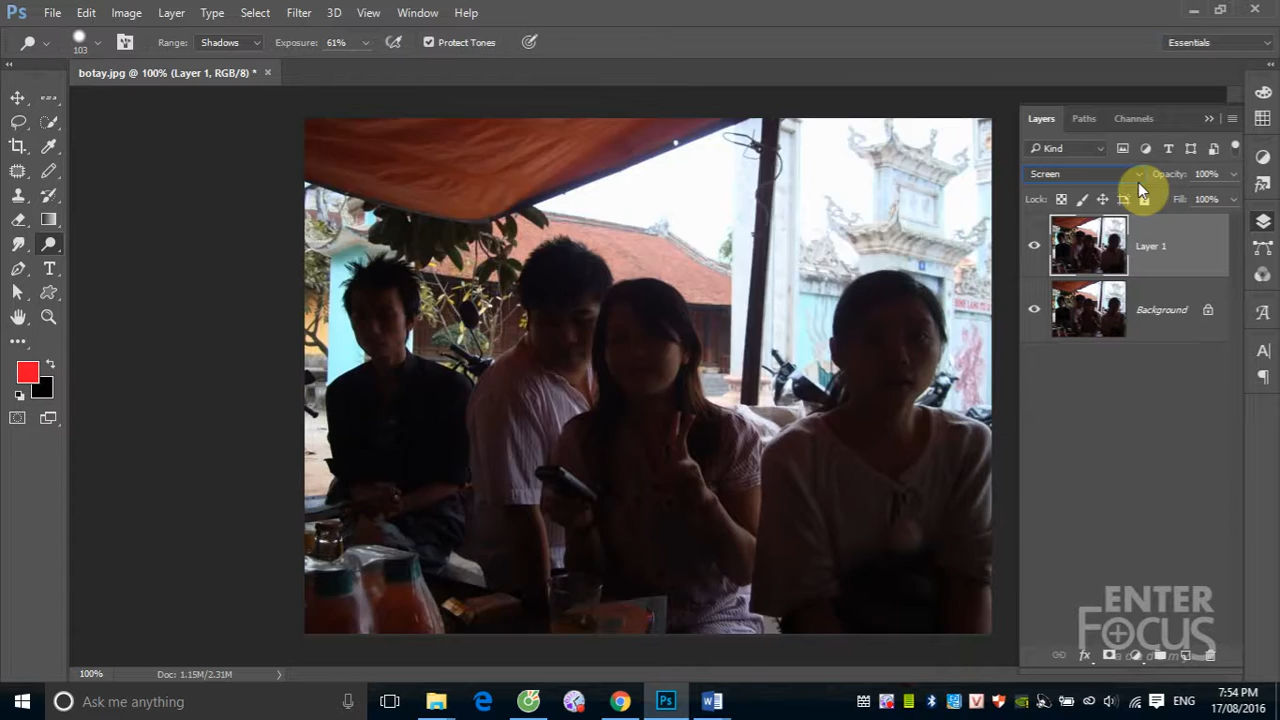 Ps File Edit Image Layer Type Select Filter 3D View Window Help
103 Range: Shadows Exposure: 61% Protect Tones Essentials
botay.jpg @ 100% (Layer 1, RGB/8) * ×
Layers Paths Channels
Kind
Screen Opacity: 100%
Lock: Fill: 100%
Layer 1
Background
ENTER
FOCUS
100% Doc: 1.15M/2.31M
Ask me anything
ENG
7:54 PM
17/08/2016